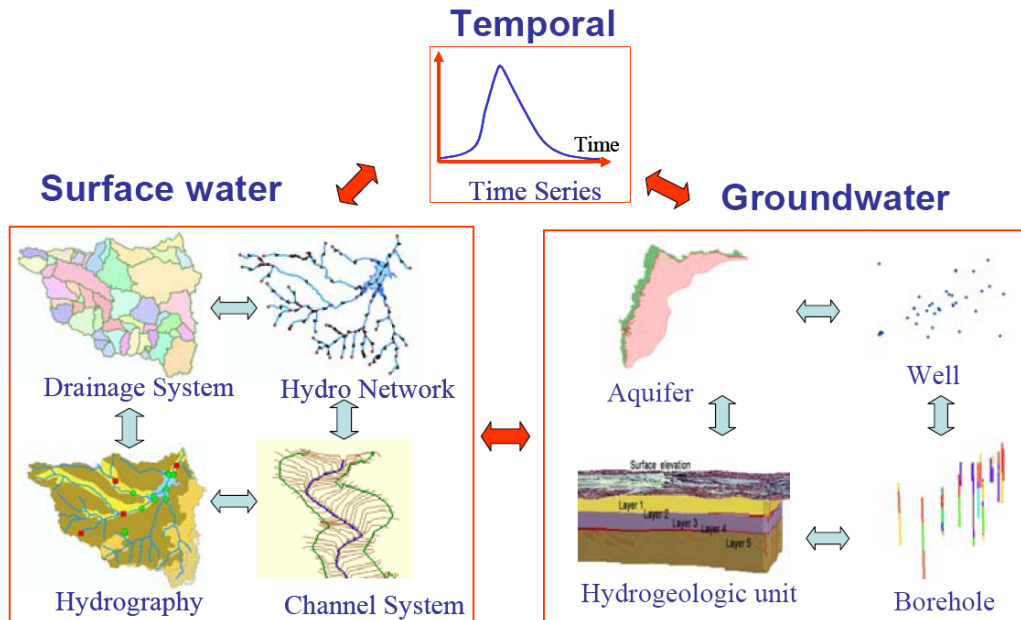 Temporal
Time
Time Series
Surface water
Groundwater
Drainage System
Hydro Network
Hydrography
Channel System
Aquifer
Well
Surface elevation
Layer 1
Layer 2
Layer 3
Layer 4
Layer 5
Hydrogeologic unit
Borehole